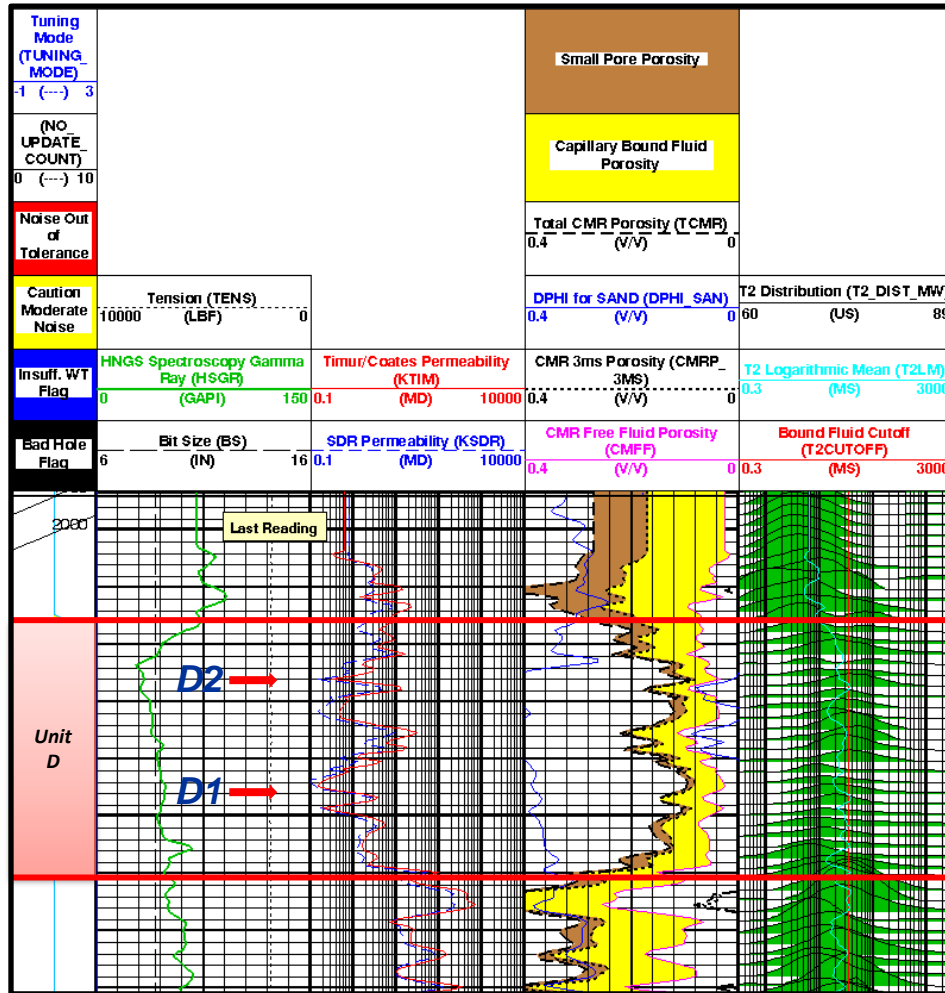 Tuning
Mode
(TUNING_
MODE)
-1 (----) 3
(NO_
UPDATE_
COUNT)
0 (----) 10
Noise Out
of
Tolerance
Caution
Moderate
Noise
Insuff. WT
Flag
Bad Hole
Flag
Tension (TENS)
10000 (LBF) 0
HNGS Spectroscopy Gamma
Ray (HSGR)
0 (GAPI) 150
Bit Size (BS)
6 (IN) 16
Timur/Coates Permeability
(KTIM)
0.1 (MD) 10000
SDR Permeability (KSDR)
0.1 (MD) 10000
Small Pore Porosity
Capillary Bound Fluid
Porosity
Total CMR Porosity (TCMR)
0.4 (V/V) 0
DPHI for SAND (DPHI_SAN)
0.4 (V/V) 0
CMR 3ms Porosity (CMRP_
3MS)
0.4 (V/V) 0
CMR Free Fluid Porosity
(CMFF)
0.4 (V/V) 0
T2 Distribution (T2_DIST_MW)
60 (US) 89
T2 Logarithmic Mean (T2LM)
0.3 (MS) 3000
Bound Fluid Cutoff
(T2CUTOFF)
0.3 (MS) 3000
2000
Last Reading
D2
Unit
D
D1